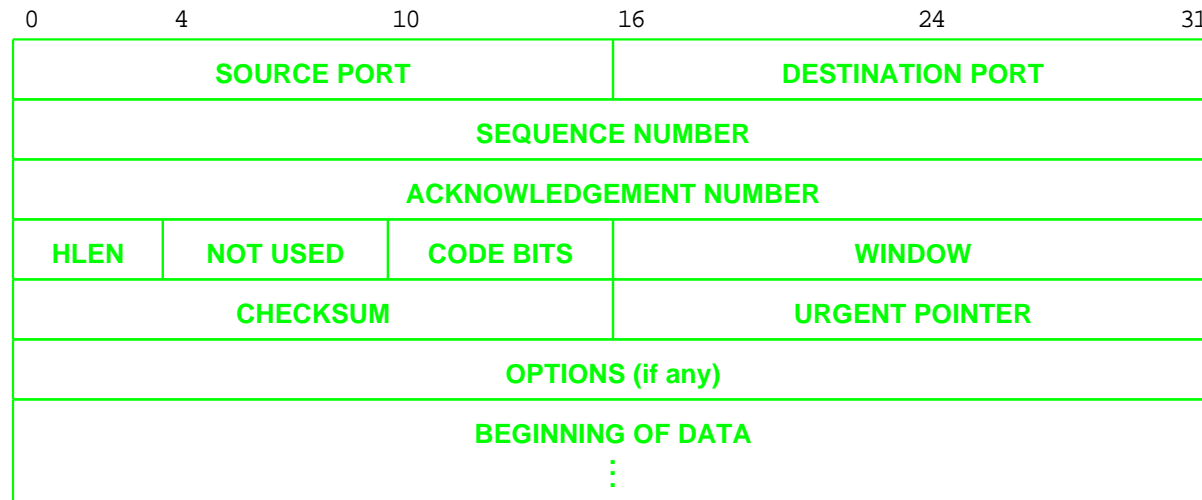 0 4 10 16 24 31
SOURCE PORT DESTINATION PORT
SEQUENCE NUMBER
ACKNOWLEDGEMENT NUMBER
HLEN NOT USED CODE BITS WINDOW
CHECKSUM URGENT POINTER
OPTIONS (if any)
BEGINNING OF DATA